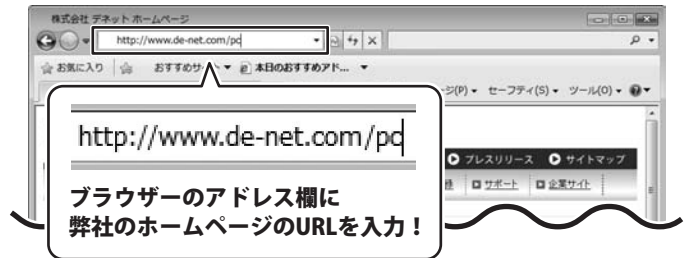 株式会社 デネット ホームページ
http://www.de-net.com/pc
お気に入り おすすめサ 本日のおすすめアド...
ージ(P) セーフティ(S) ツール(O)
http://www.de-net.com/pc
プレスリリース サイトマップ
サポート 企業サイト
ブラウザーのアドレス欄に
弊社のホームページのURLを入力！